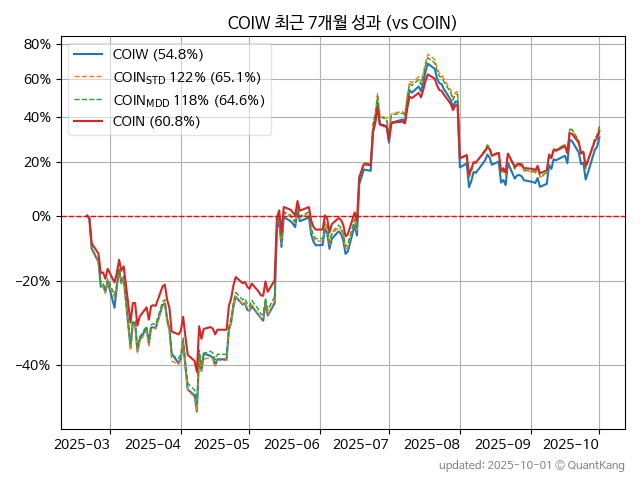 COIW 최근 7개월 성과 (vs COIN)
80%
60%
40%
20%
0%
−20%
−40%
COIW (54.8%)
COINSTD 122% (65.1%)
COINMDD 118% (64.6%)
COIN (60.8%)
2025-03 2025-04 2025-05 2025-06 2025-07 2025-08 2025-09 2025-10
updated: 2025-10-01 © QuantKang